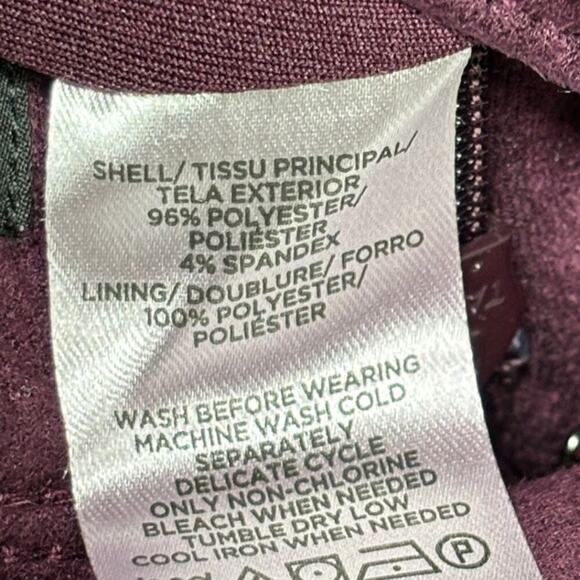 SHELL/ TISSU PRINCIPAL/
TELA EXTERIOR
96% POLYESTER/
POLIÉSTER
4% SPANDEX
LINING/ DOUBLURE/ FORRO
100% POLYESTER/
POLIÉSTER
WASH BEFORE WEARING
MACHINE WASH COLD
SEPARATELY
DELICATE CYCLE
ONLY NON-CHLORINE
BLEACH WHEN NEEDED
TUMBLE DRY LOW
COOL IRON WHEN NEEDED
P